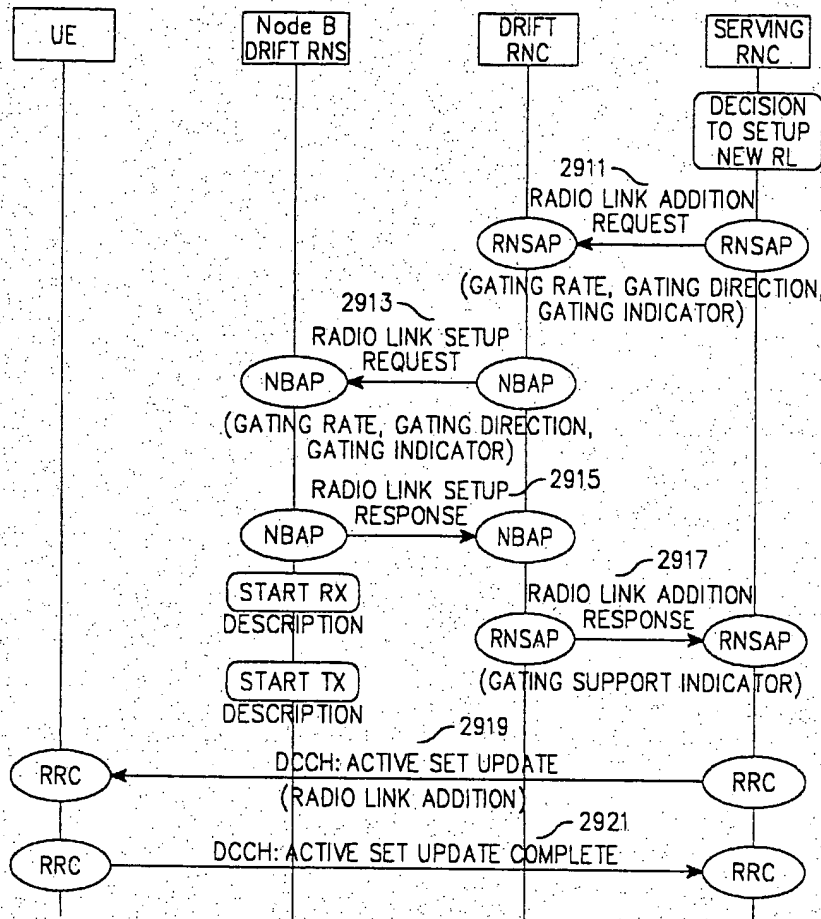 UE
Node B
DRIFT RNS
DRIFT
RNC
SERVING
RNC
DECISION
TO SETUP
NEW RL
2911
RADIO LINK ADDITION
REQUEST
RNSAP
RNSAP
(GATING RATE, GATING DIRECTION,
GATING INDICATOR)
2913
RADIO LINK SETUP
REQUEST
NBAP
NBAP
(GATING RATE, GATING DIRECTION,
GATING INDICATOR)
RADIO LINK SETUP
RESPONSE
2915
NBAP
NBAP
START RX
DESCRIPTION
2917
RADIO LINK ADDITION
RESPONSE
RNSAP
RNSAP
(GATING SUPPORT INDICATOR)
START TX
DESCRIPTION
2919
DCCH: ACTIVE SET UPDATE
RRC
RRC
(RADIO LINK ADDITION)
2921
DCCH: ACTIVE SET UPDATE COMPLETE
RRC
RRC